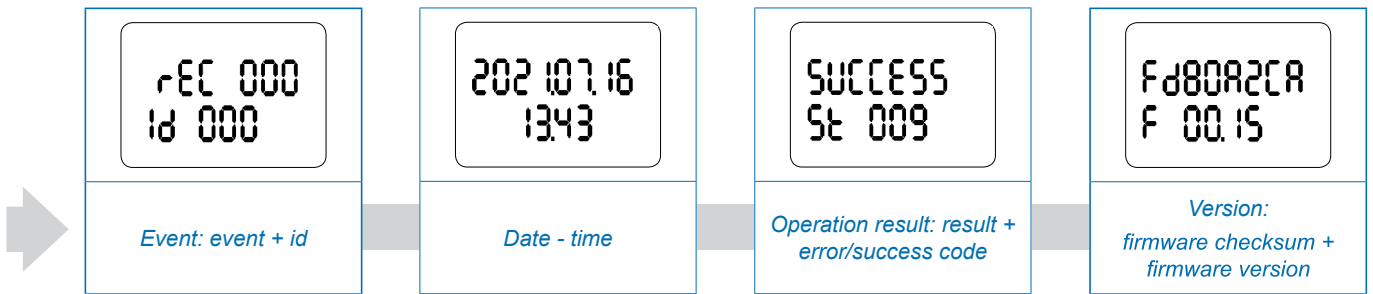 rEC 000
Id 000
Event: event + id
2021.07.16
13.43
Date - time
SUCCESS
St 009
Operation result: result +
error/success code
Fd80A2CA
F 00.15
Version:
firmware checksum +
firmware version